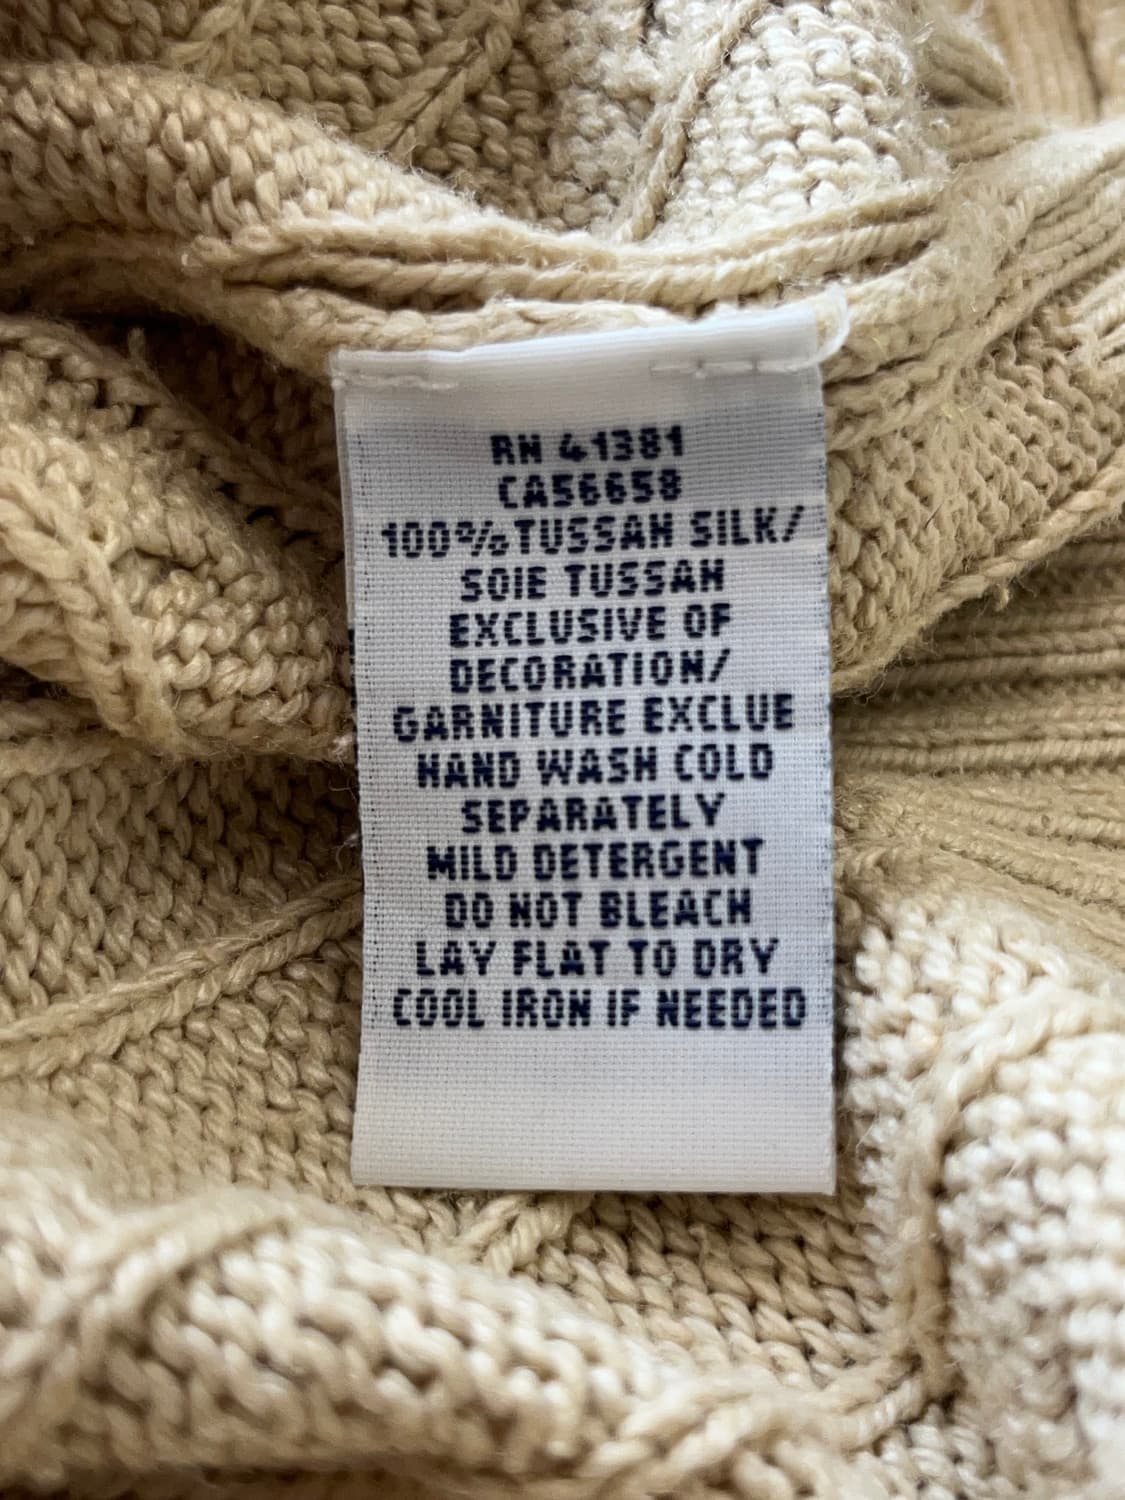 RN 41381
CA56658
100% TUSSAH SILK/
SOIE TUSSAH
EXCLUSIVE OF
DECORATION/
GARNITURE EXCLUE
HAND WASH COLD
SEPARATELY
MILD DETERGENT
DO NOT BLEACH
LAY FLAT TO DRY
COOL IRON IF NEEDED